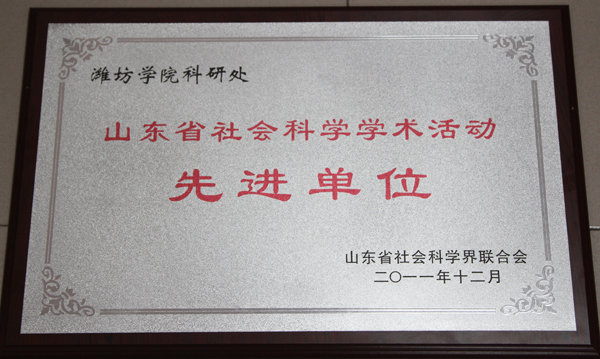 潍坊学院科研处
山东省社会科学学术活动
先进单位
山东省社会科学界联合会
二〇一一年十二月